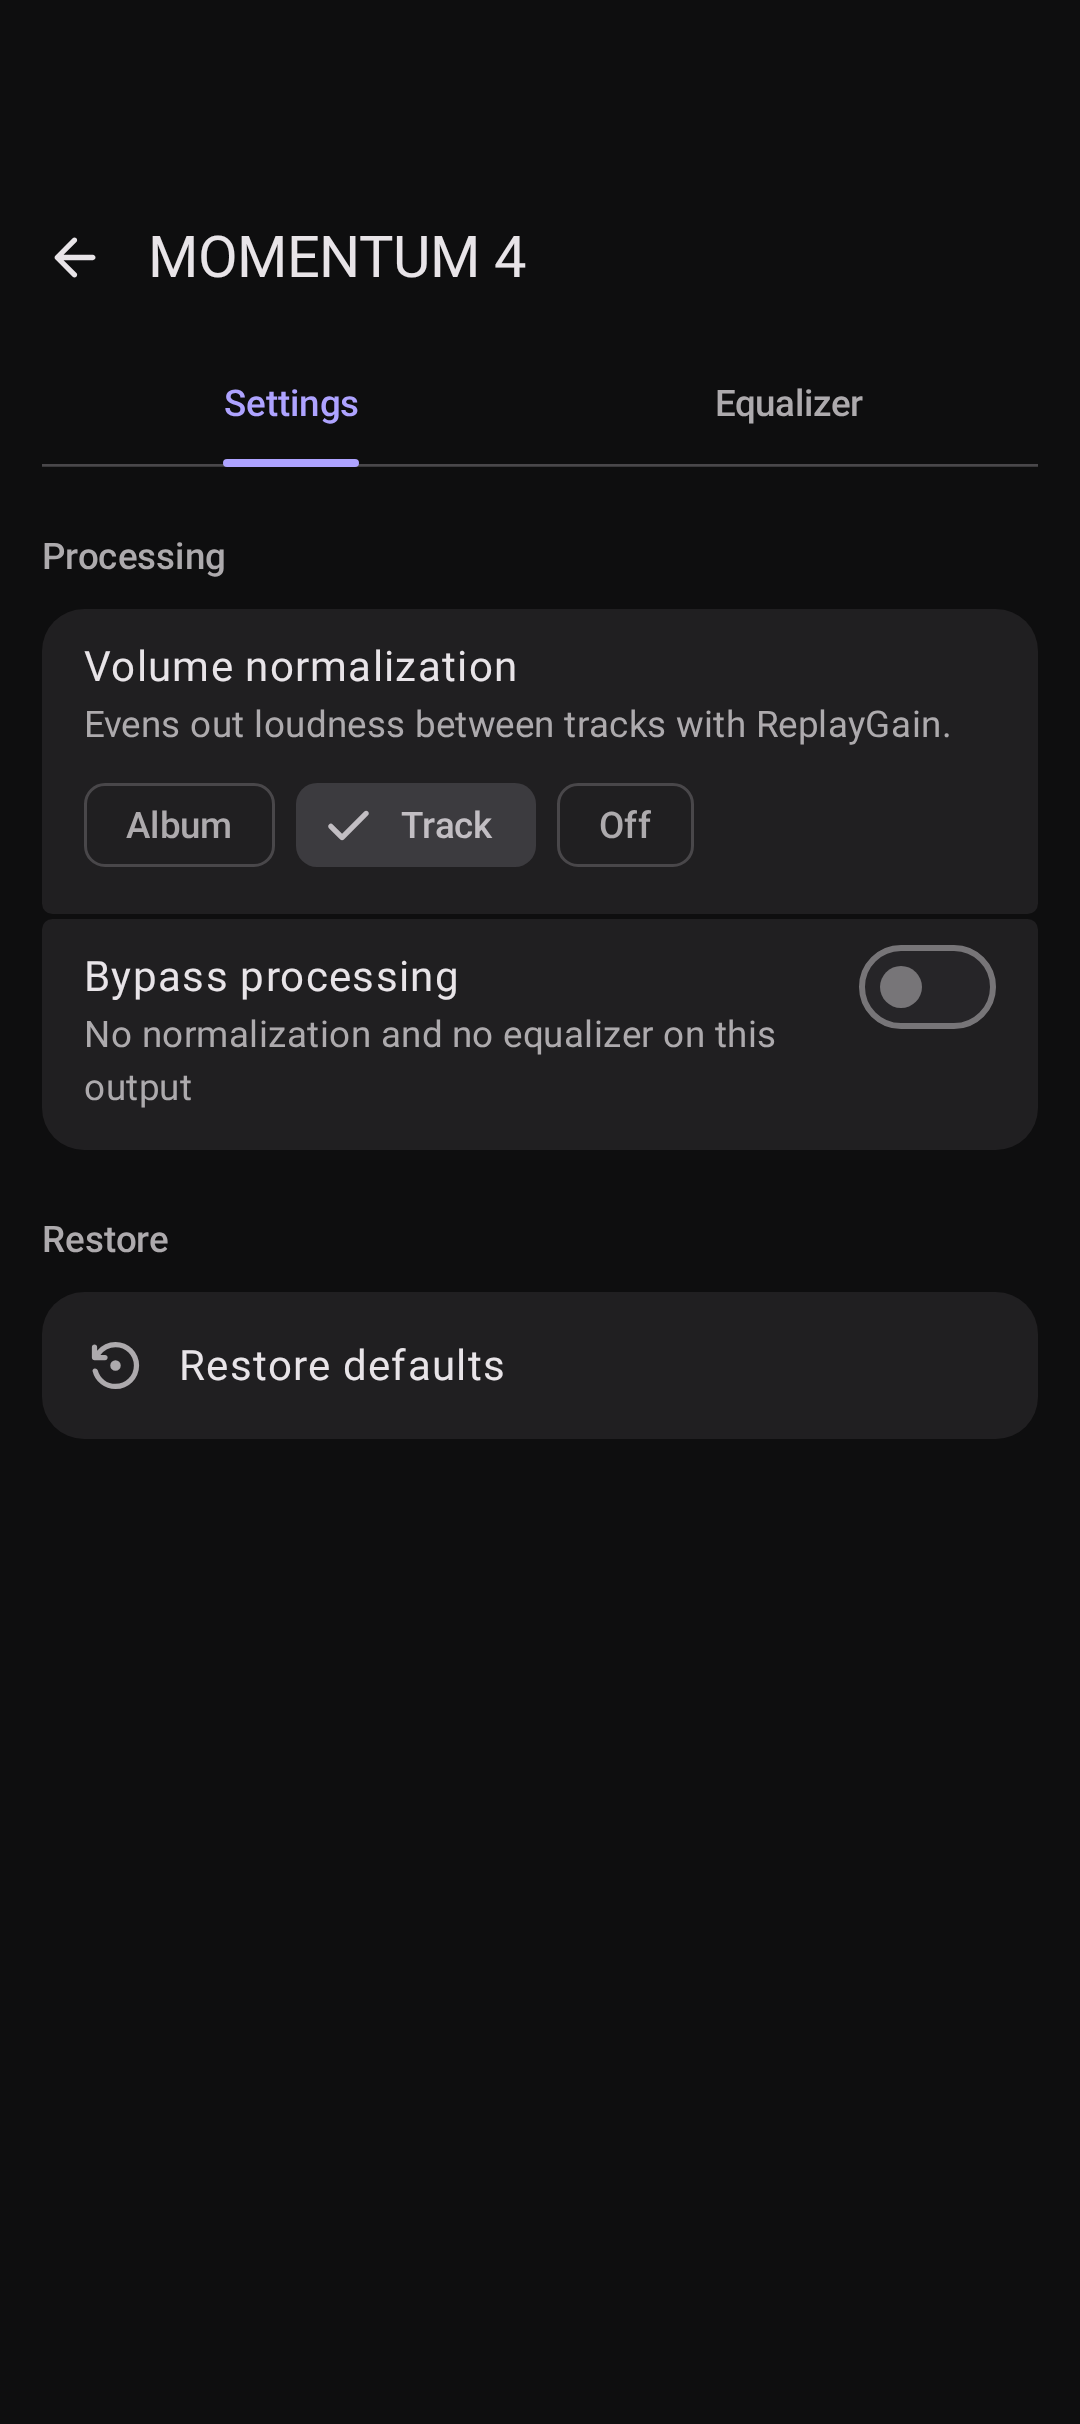 MOMENTUM 4
Settings
Equalizer
Processing
Volume normalization
Evens out loudness between tracks with ReplayGain.
Album
Track
Off
Bypass processing
No normalization and no equalizer on this
output
Restore
Restore defaults